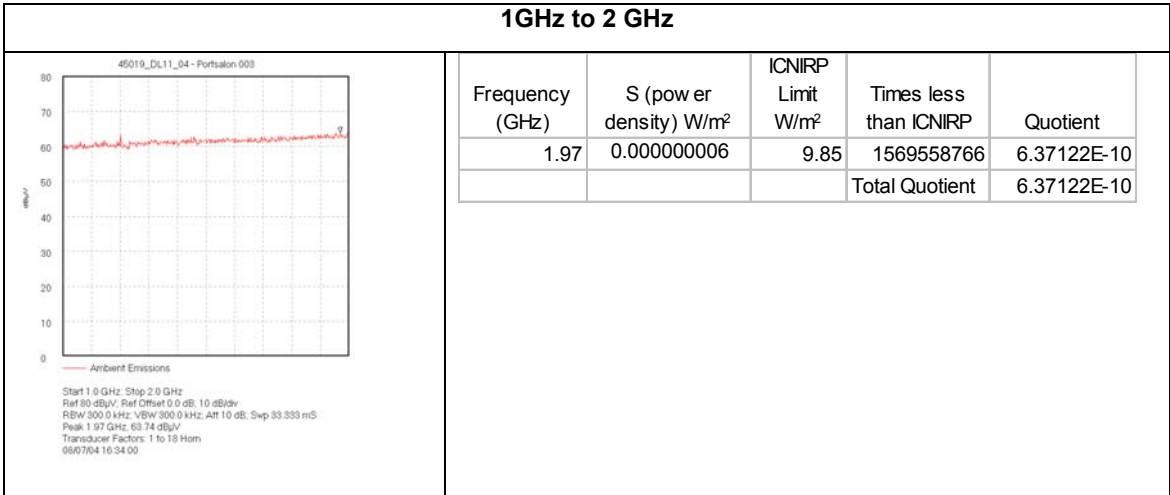 1GHz to 2 GHz
45019_DL11_04 - Portsalon 003
80
70
60
50
40
30
20
10
0
dBµV
Ambient Emissions
Start 1.0 GHz; Stop 2.0 GHz
Ref 80 dBµV; Ref Offset 0.0 dB; 10 dB/div
RBW 300.0 kHz; VBW 300.0 kHz; Att 10 dB; Swp 33.333 mS
Peak 1.97 GHz, 63.74 dBµV
Transducer Factors: 1 to 18 Horn
08/07/04 16:34:00
Frequency (GHz)
S (pow er density) W/m²
ICNIRP Limit W/m²
Times less than ICNIRP
Quotient
1.97 0.000000006 9.85 1569558766 6.37122E-10
Total Quotient 6.37122E-10